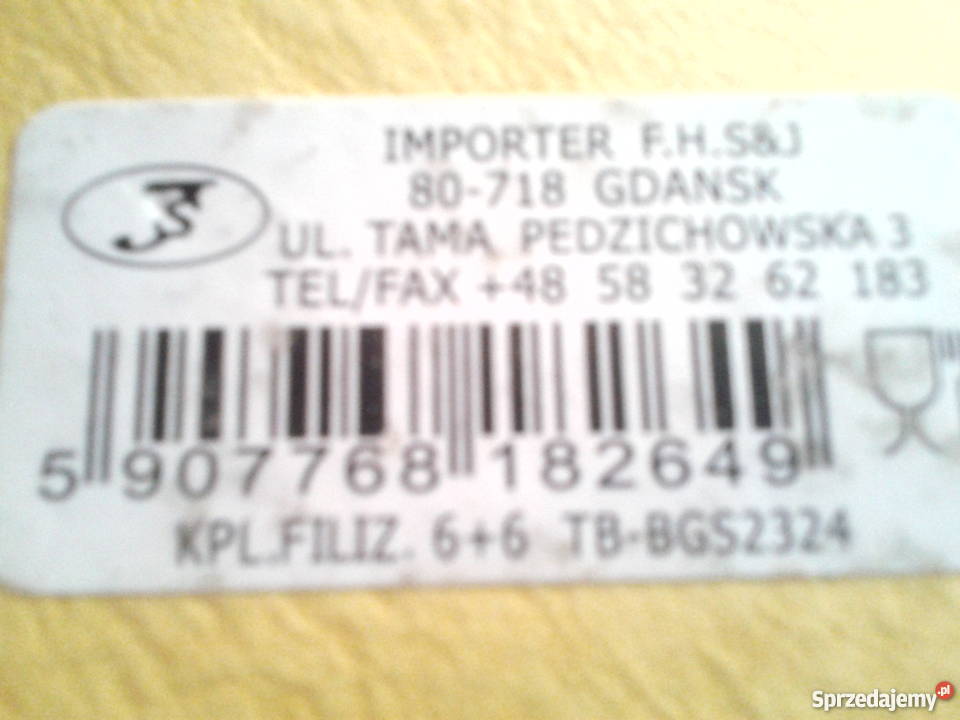 IMPORTER F.H.S&J
80-718 GDANSK
UL. TAMA PEDZICHOWSKA 3
TEL/FAX +48 58 32 62 183
5 907768 182649
KPL.FILIZ. 6+6 TB-BGS2324
Sprzedajemy.pl